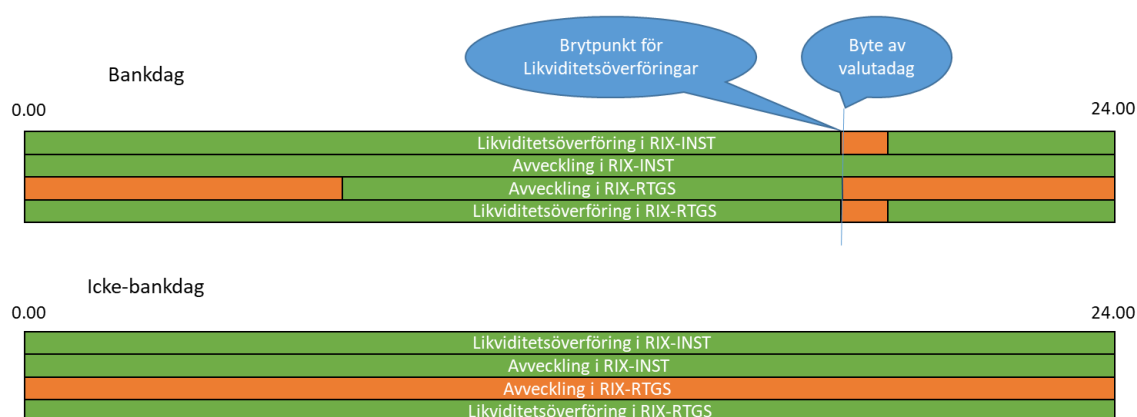 Brytpunkt för
Likviditetsöverföringar
Byte av
valutadag
Bankdag
0.00
24.00
Likviditetsöverföring i RIX-INST
Avveckling i RIX-INST
Avveckling i RIX-RTGS
Likviditetsöverföring i RIX-RTGS
Icke-bankdag
0.00
24.00
Likviditetsöverföring i RIX-INST
Avveckling i RIX-INST
Avveckling i RIX-RTGS
Likviditetsöverföring i RIX-RTGS